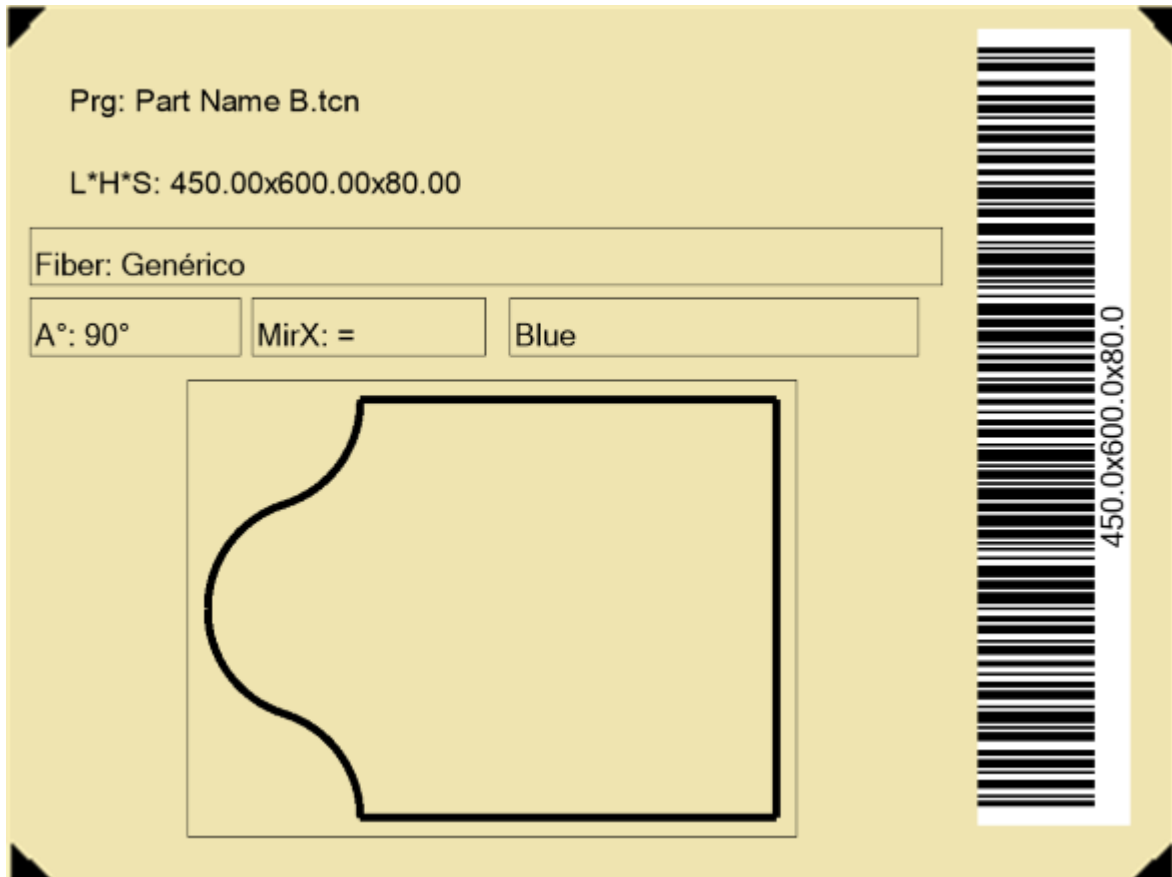 Prg: Part Name B.tcn
L*H*S: 450.00x600.00x80.00
Fiber: Genérico
A°: 90°
MirX: =
Blue
450.0x600.0x80.0